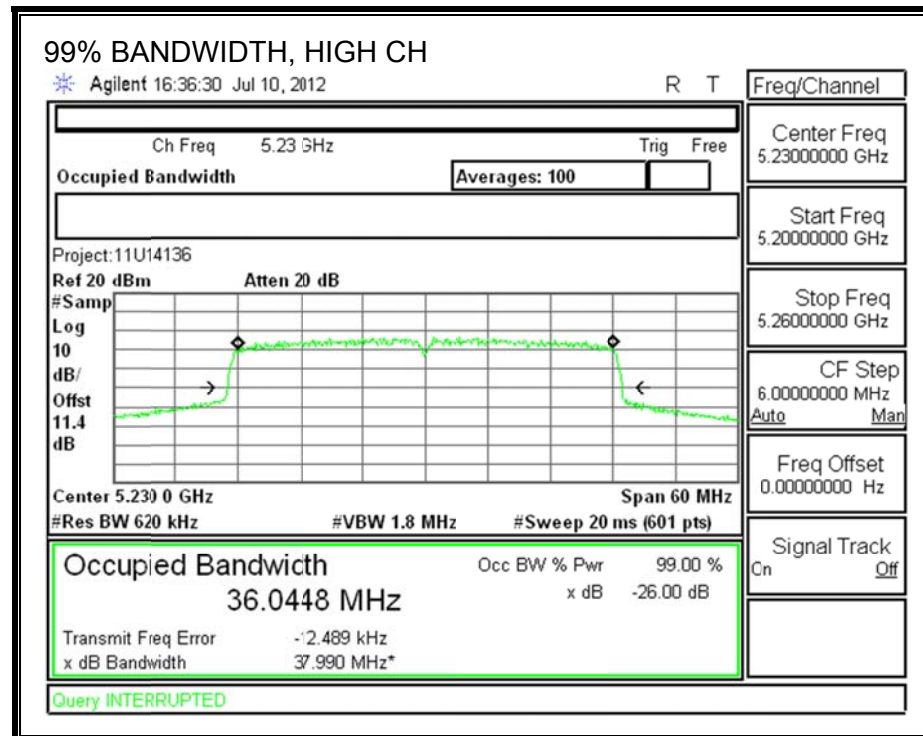 99% BANDWIDTH, HIGH CH
Agilent 16:36:30 Jul 10, 2012 R T
Ch Freq 5.23 GHz Trig Free
Occupied Bandwidth Averages: 100
Project:11U14136
Ref 20 dBm Atten 20 dB
#Samp
Log
10
dB/
Offst
11.4
dB
Center 5.230 0 GHz Span 60 MHz
#Res BW 620 kHz #VBW 1.8 MHz #Sweep 20 ms (601 pts)
Occupied Bandwidth Occ BW % Pwr 99.00 %
36.0448 MHz x dB -26.00 dB
Transmit Freq Error -12.489 kHz
x dB Bandwidth 37.990 MHz*
Query INTERRUPTED
Freq/Channel
Center Freq
5.23000000 GHz
Start Freq
5.20000000 GHz
Stop Freq
5.26000000 GHz
CF Step
6.00000000 MHz
Auto Man
Freq Offset
0.00000000 Hz
Signal Track
On Off